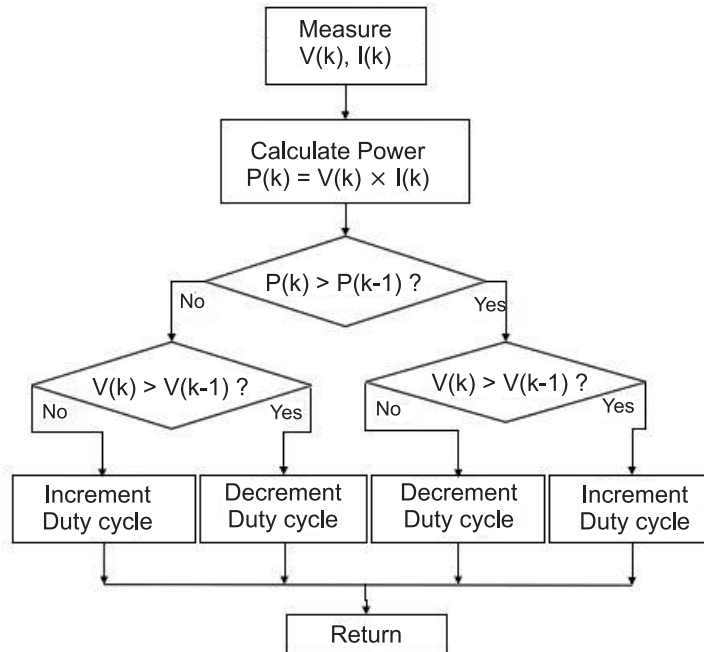 Measure
V(k), I(k)
Calculate Power
P(k) = V(k) × I(k)
P(k) > P(k-1) ?
No
Yes
V(k) > V(k-1) ?
No
Yes
V(k) > V(k-1) ?
No
Yes
Increment
Duty cycle
Decrement
Duty cycle
Decrement
Duty cycle
Increment
Duty cycle
Return